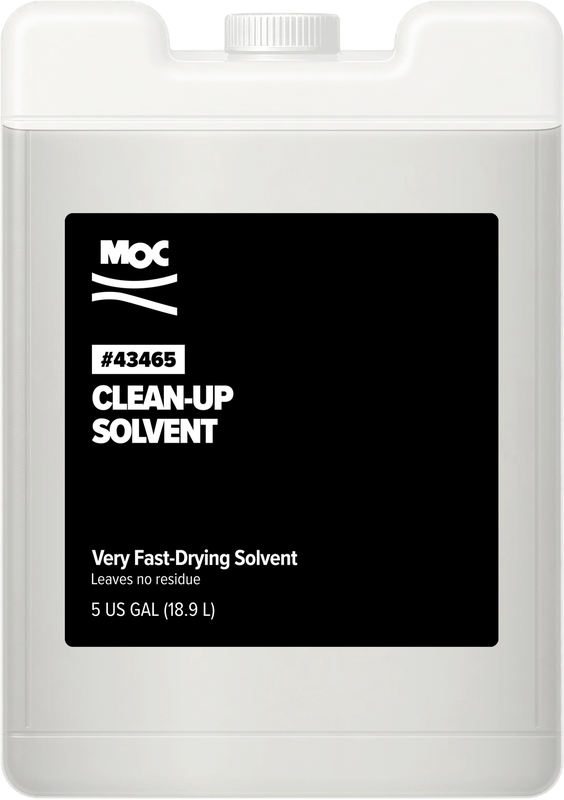 MOC
#43465
CLEAN-UP
SOLVENT
Very Fast-Drying Solvent
Leaves no residue
5 US GAL (18.9 L)